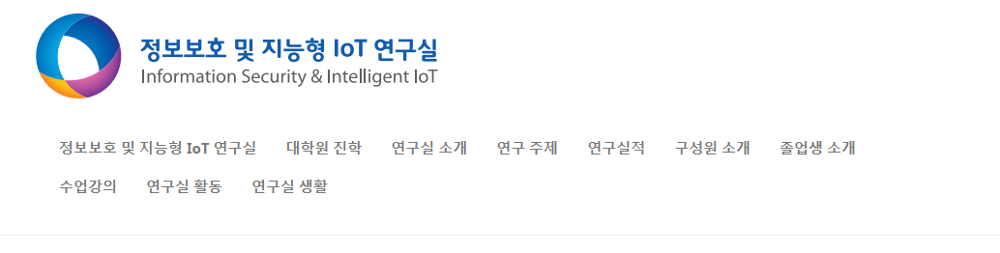 정보보호 및 지능형 IoT 연구실
Information Security & Intelligent IoT
정보보호 및 지능형 IoT 연구실 대학원 진학 연구실 소개 연구 주제 연구실적 구성원 소개 졸업생 소개
수업강의 연구실 활동 연구실 생활